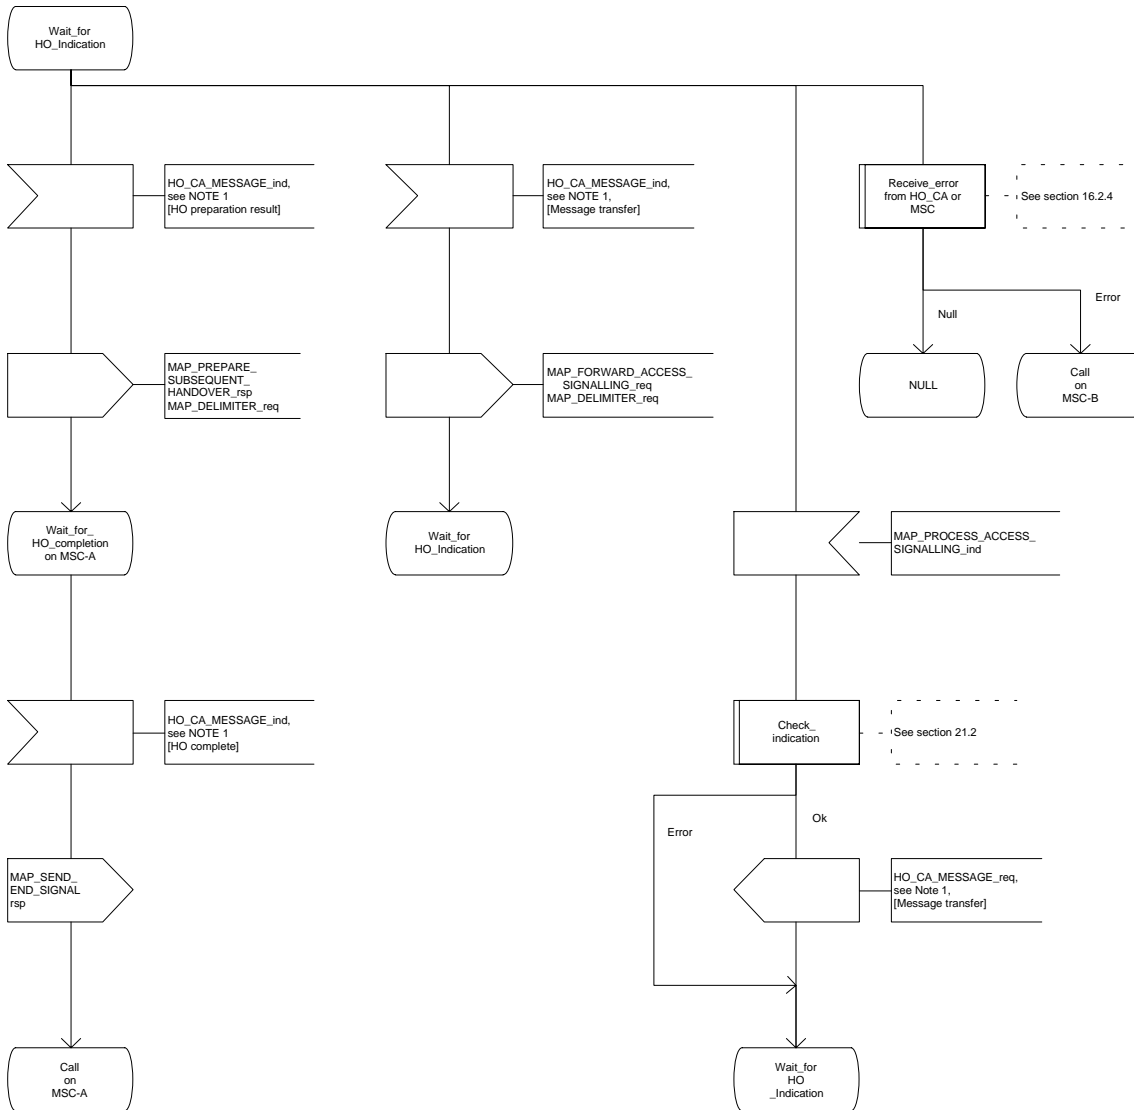 Wait_for
HO_Indication
HO_CA_MESSAGE_ind,
see NOTE 1
[HO preparation result]
HO_CA_MESSAGE_ind,
see NOTE 1,
[Message transfer]
Receive_error
from HO_CA or
MSC
See section 16.2.4
Null
Error
MAP_PREPARE_
SUBSEQUENT_
HANDOVER_rsp
MAP_DELIMITER_req
MAP_FORWARD_ACCESS_
SIGNALLING_req
MAP_DELIMITER_req
NULL
Call
on
MSC-B
Wait_for_
HO_completion
on MSC-A
Wait_for
HO_Indication
MAP_PROCESS_ACCESS_
SIGNALLING_ind
HO_CA_MESSAGE_ind,
see NOTE 1
[HO complete]
Check_
indication
See section 21.2
Error
Ok
MAP_SEND_
END_SIGNAL
rsp
HO_CA_MESSAGE_req,
see Note 1,
[Message transfer]
Call
on
MSC-A
Wait_for
HO
_Indication